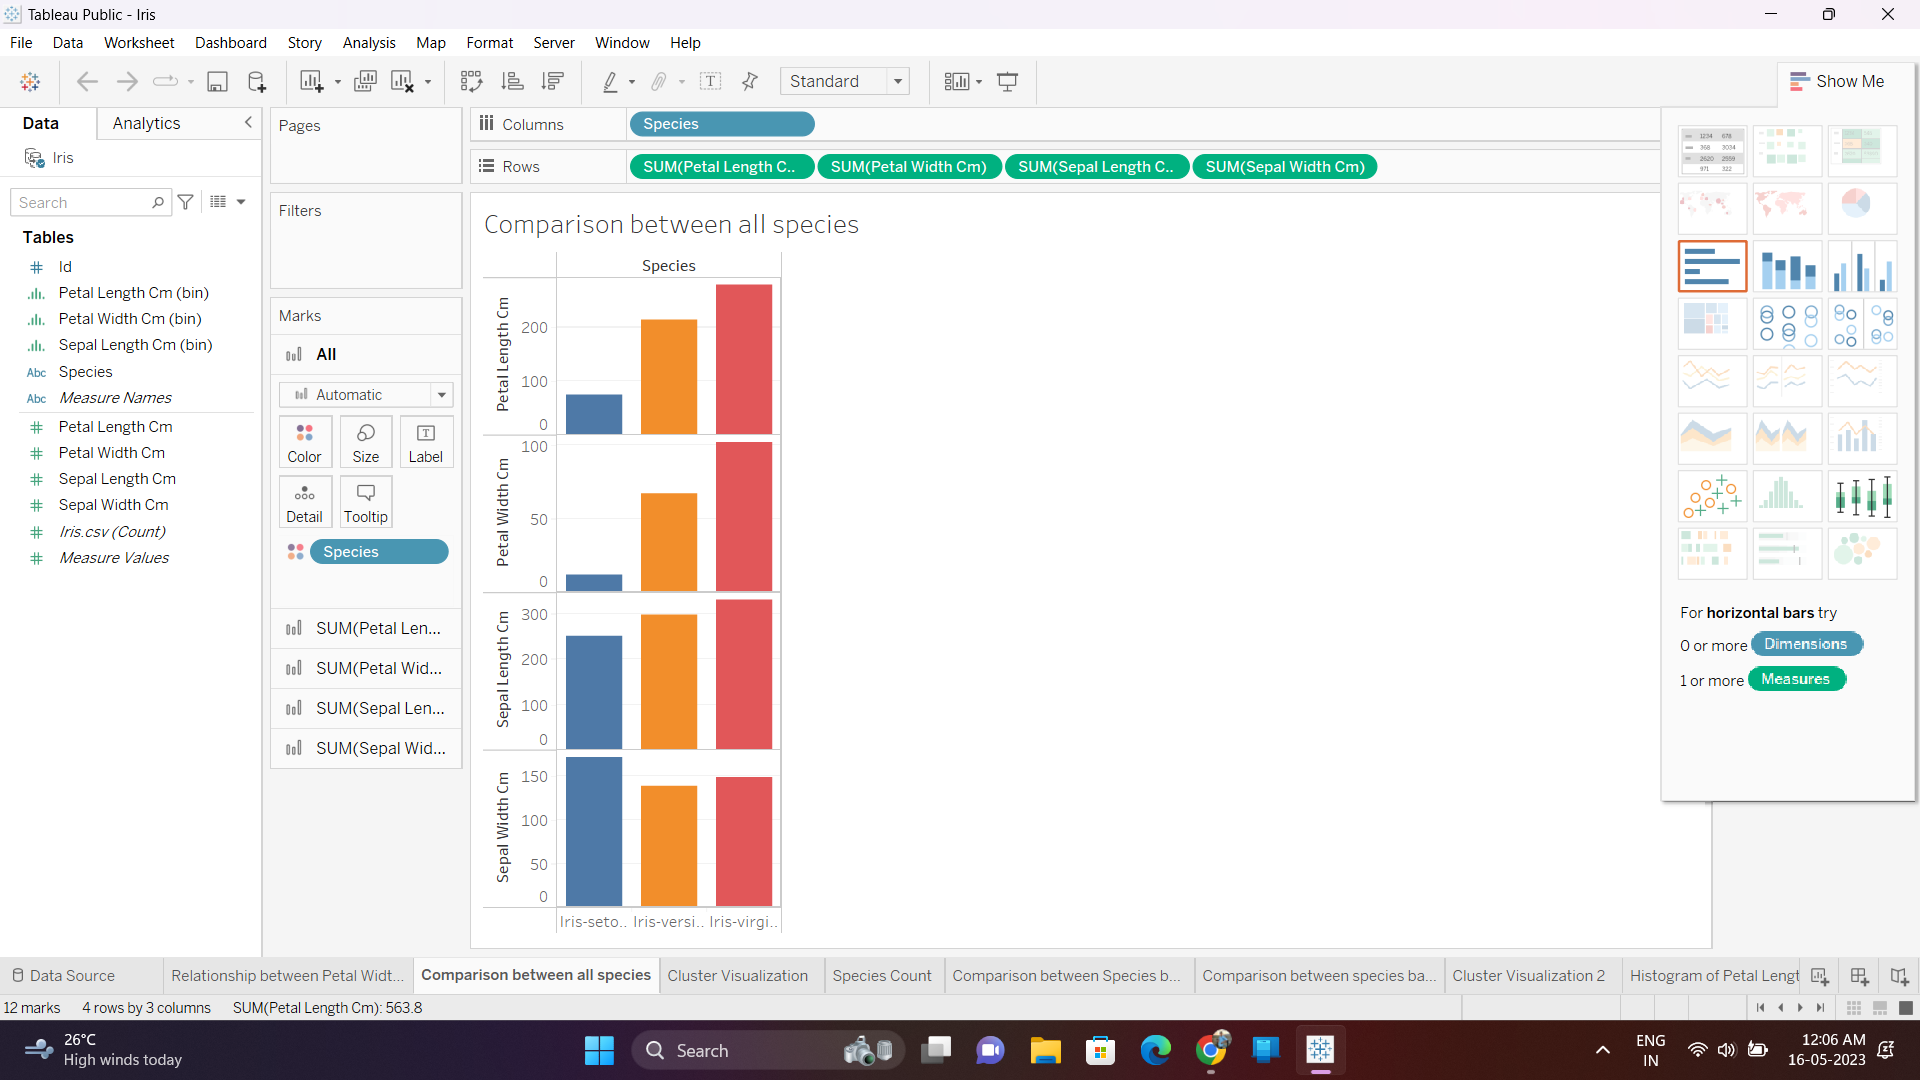 Tableau Public - Iris
File Data Worksheet Dashboard Story Analysis Map Format Server Window Help
Standard
Show Me
Data Analytics
Iris
Search
Tables
Id
Petal Length Cm (bin)
Petal Width Cm (bin)
Sepal Length Cm (bin)
Abc Species
Abc Measure Names
Petal Length Cm
Petal Width Cm
Sepal Length Cm
Sepal Width Cm
Iris.csv (Count)
Measure Values
Pages
Filters
Marks
All
Automatic
Color Size Label
Detail Tooltip
Species
SUM(Petal Len...
SUM(Petal Wid...
SUM(Sepal Len...
SUM(Sepal Wid...
Columns Species
Rows SUM(Petal Length C.. SUM(Petal Width Cm) SUM(Sepal Length C.. SUM(Sepal Width Cm)
Comparison between all species
Species
Petal Length Cm
200
100
0
Petal Width Cm
100
50
0
Sepal Length Cm
300
200
100
0
Sepal Width Cm
150
100
50
0
Iris-seto.. Iris-versi.. Iris-virgi..
1234 678
368 3034
2620 2559
971 322
For horizontal bars try
0 or more Dimensions
1 or more Measures
Data Source Relationship between Petal Widt... Comparison between all species Cluster Visualization Species Count Comparison between Species b... Comparison between species ba... Cluster Visualization 2 Histogram of Petal Lengt
12 marks 4 rows by 3 columns SUM(Petal Length Cm): 563.8
26°C
High winds today
Search
ENG
IN
12:06 AM
16-05-2023